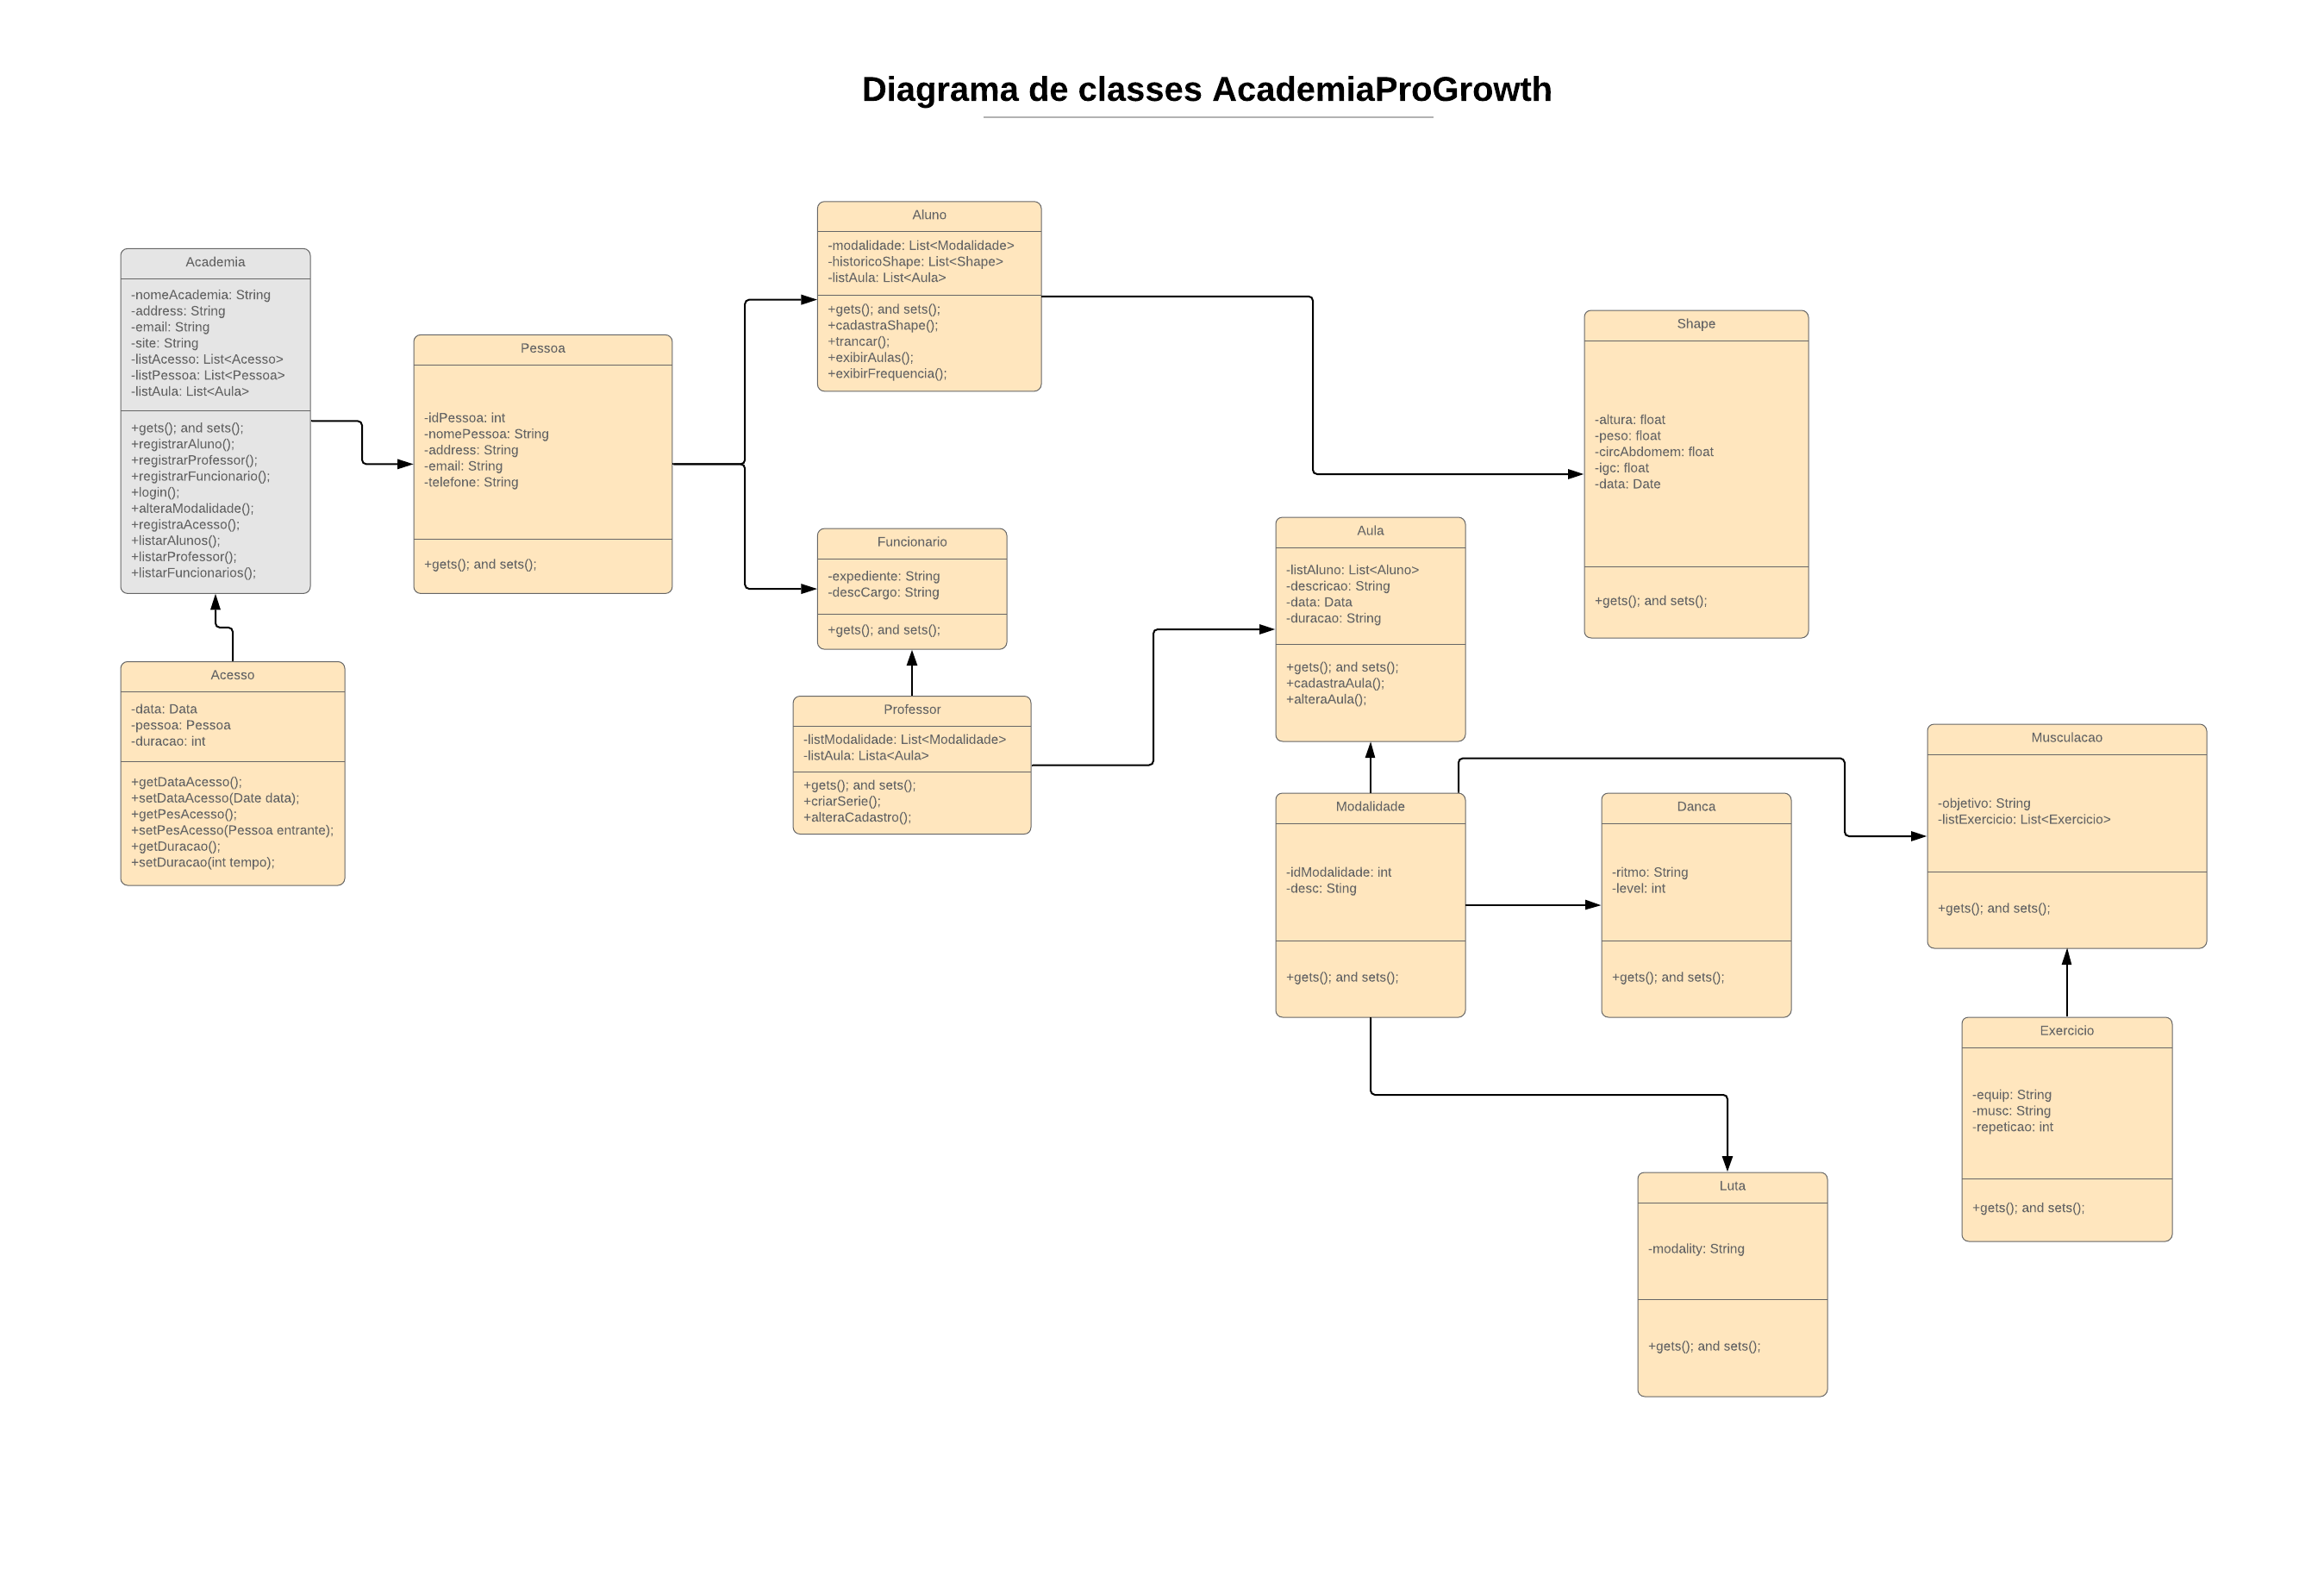 Diagrama de classes AcademiaProGrowth
Academia
-nomeAcademia: String
-address: String
-email: String
-site: String
-listAcesso: List<Acesso>
-listPessoa: List<Pessoa>
-listAula: List<Aula>
+gets(); and sets();
+registrarAluno();
+registrarProfessor();
+registrarFuncionario();
+login();
+alteraModalidade();
+registraAcesso();
+listarAlunos();
+listarProfessor();
+listarFuncionarios();
Acesso
-data: Data
-pessoa: Pessoa
-duracao: int
+getDataAcesso();
+setDataAcesso(Date data);
+getPesAcesso();
+setPesAcesso(Pessoa entrante);
+getDuracao();
+setDuracao(int tempo);
Pessoa
-idPessoa: int
-nomePessoa: String
-address: String
-email: String
-telefone: String
+gets(); and sets();
Aluno
-modalidade: List<Modalidade>
-historicoShape: List<Shape>
-listAula: List<Aula>
+gets(); and sets();
+cadastraShape();
+trancar();
+exibirAulas();
+exibirFrequencia();
Funcionario
-expediente: String
-descCargo: String
+gets(); and sets();
Professor
-listModalidade: List<Modalidade>
-listAula: Lista<Aula>
+gets(); and sets();
+criarSerie();
+alteraCadastro();
Aula
-listAluno: List<Aluno>
-descricao: String
-data: Data
-duracao: String
+gets(); and sets();
+cadastraAula();
+alteraAula();
Shape
-altura: float
-peso: float
-circAbdomem: float
-igc: float
-data: Date
+gets(); and sets();
Modalidade
-idModalidade: int
-desc: Sting
+gets(); and sets();
Danca
-ritmo: String
-level: int
+gets(); and sets();
Musculacao
-objetivo: String
-listExercicio: List<Exercicio>
+gets(); and sets();
Exercicio
-equip: String
-musc: String
-repeticao: int
+gets(); and sets();
Luta
-modality: String
+gets(); and sets();